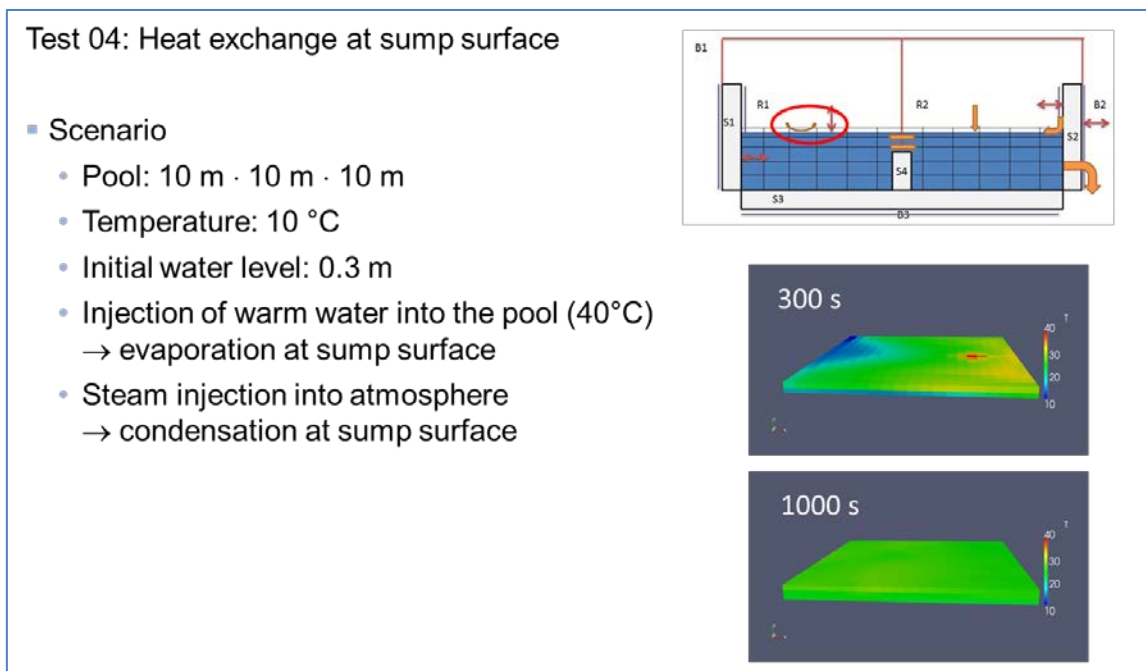 Test 04: Heat exchange at sump surface
Scenario
Pool: 10 m · 10 m · 10 m
Temperature: 10 °C
Initial water level: 0.3 m
Injection of warm water into the pool (40°C)
→ evaporation at sump surface
Steam injection into atmosphere
→ condensation at sump surface
B1
R1
R2
B2
S1
S2
S4
S3
B3
300 s
T
40
30
20
10
1000 s
T
40
30
20
10